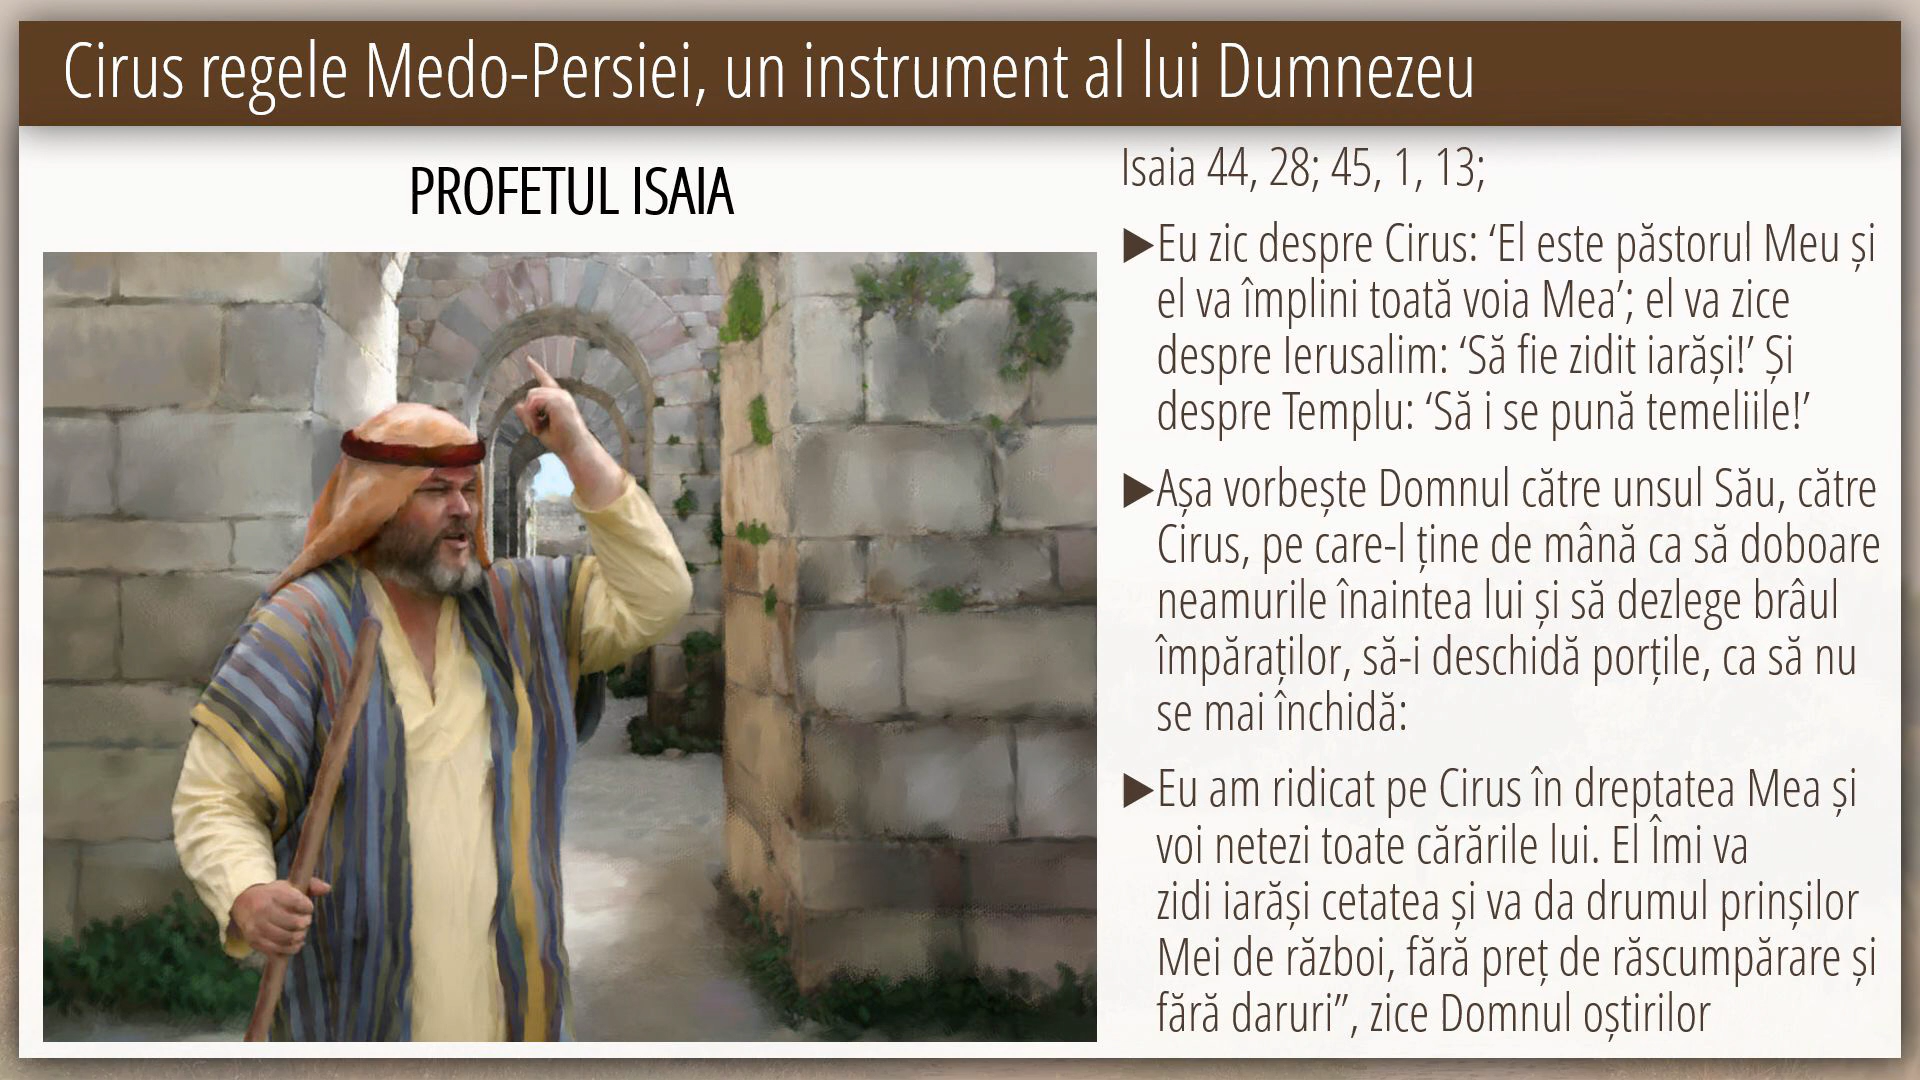 Cirus regele Medo-Persiei, un instrument al lui Dumnezeu
PROFETUL ISAIA
Isaia 44, 28; 45, 1, 13;
▶Eu zic despre Cirus: ‘El este păstorul Meu și
el va împlini toată voia Mea’; el va zice
despre Ierusalim: ‘Să fie zidit iarăși!’ Și
despre Templu: ‘Să i se pună temeliile!’
▶Așa vorbește Domnul către unsul Său, către
Cirus, pe care-l ține de mână ca să doboare
neamurile înaintea lui și să dezlege brâul
împăraților, să-i deschidă porțile, ca să nu
se mai închidă:
▶Eu am ridicat pe Cirus în dreptatea Mea și
voi netezi toate cărările lui. El Îmi va
zidi iarăși cetatea și va da drumul prinșilor
Mei de război, fără preț de răscumpărare și
fără daruri”, zice Domnul oștirilor